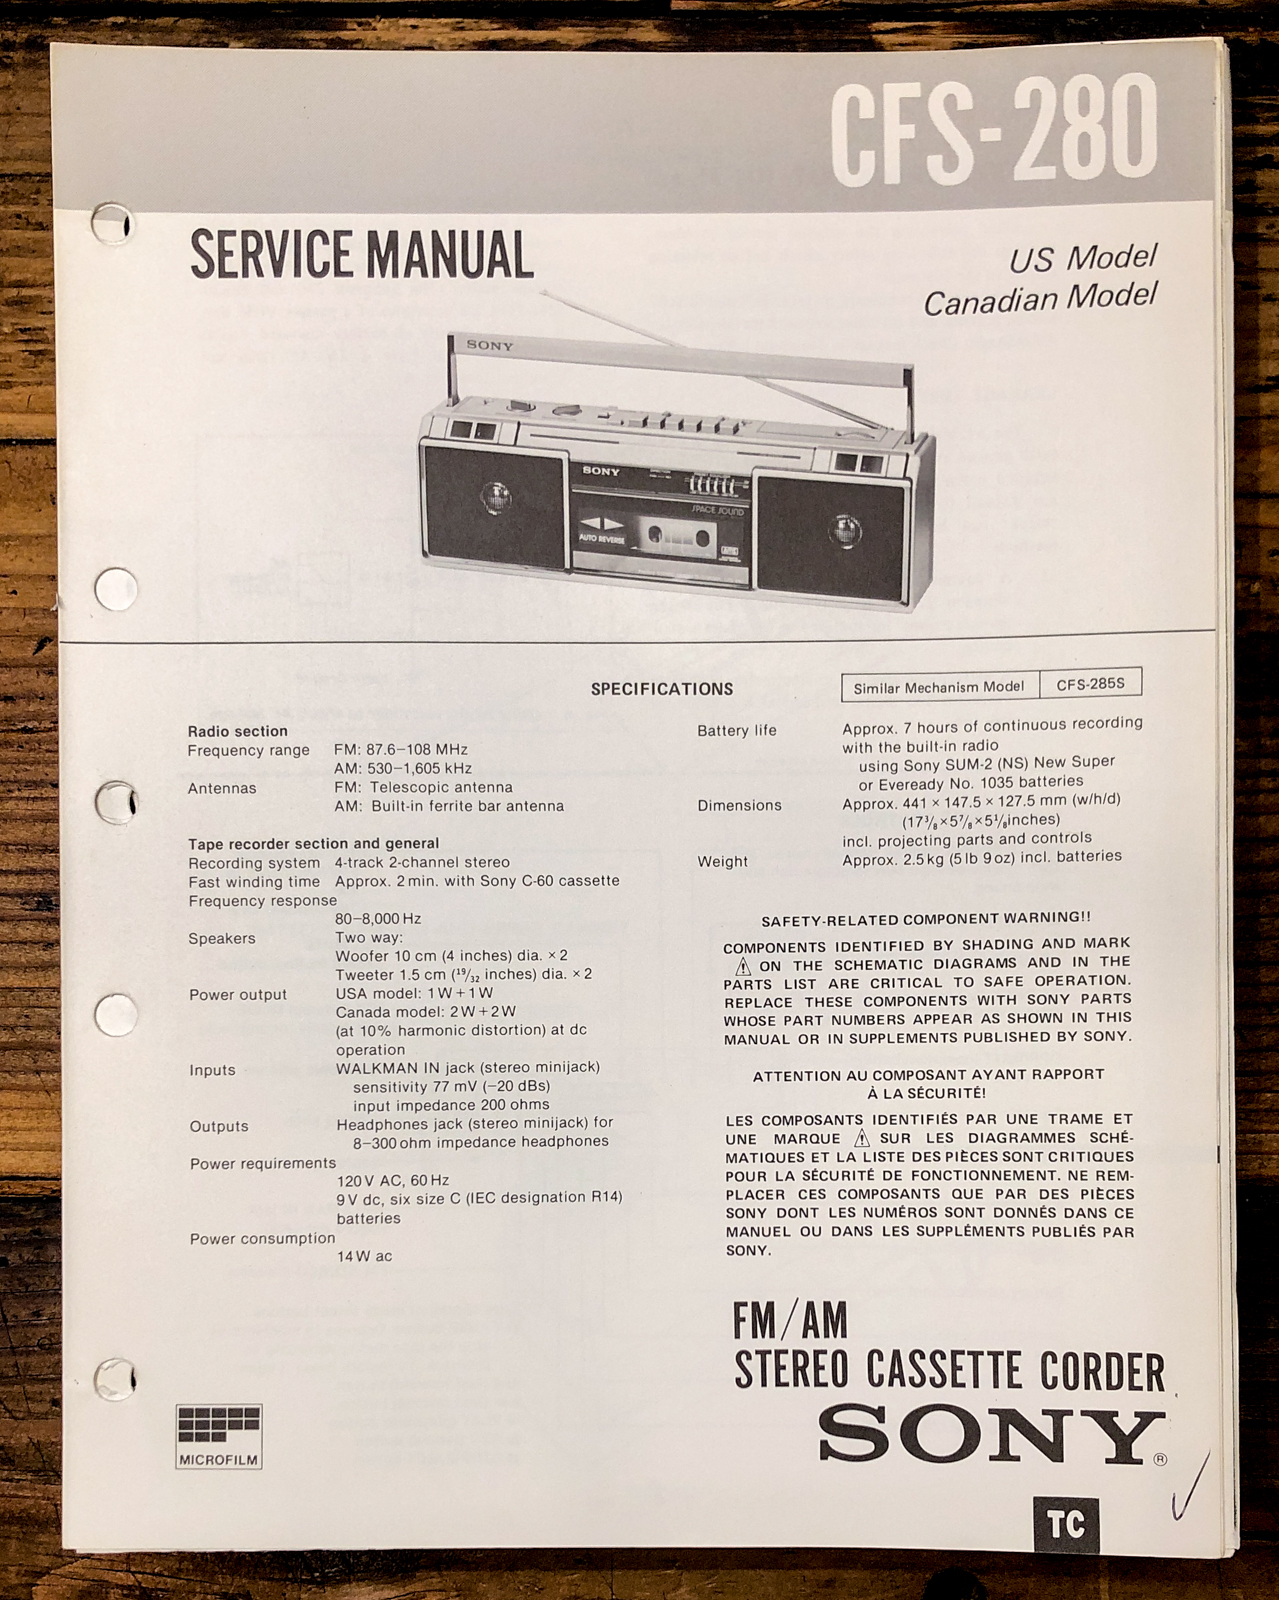 CFS-280
SERVICE MANUAL
US Model
Canadian Model
SONY
SONY
SPACE SOUND
AUTO REVERSE
SPECIFICATIONS
Similar Mechanism Model CFS-285S
Radio section
Frequency range FM: 87.6–108 MHz
AM: 530–1,605 kHz
Antennas FM: Telescopic antenna
AM: Built-in ferrite bar antenna
Tape recorder section and general
Recording system 4-track 2-channel stereo
Fast winding time Approx. 2 min. with Sony C-60 cassette
Frequency response
80–8,000 Hz
Speakers Two way:
Woofer 10 cm (4 inches) dia. × 2
Tweeter 1.5 cm (19/32 inches) dia. × 2
Power output USA model: 1W + 1W
Canada model: 2W + 2W
(at 10% harmonic distortion) at dc
operation
Inputs WALKMAN IN jack (stereo minijack)
sensitivity 77 mV (–20 dBs)
input impedance 200 ohms
Outputs Headphones jack (stereo minijack) for
8–300 ohm impedance headphones
Power requirements
120V AC, 60 Hz
9V dc, six size C (IEC designation R14)
batteries
Power consumption
14W ac
Battery life Approx. 7 hours of continuous recording
with the built-in radio
using Sony SUM-2 (NS) New Super
or Eveready No. 1035 batteries
Dimensions Approx. 441 × 147.5 × 127.5 mm (w/h/d)
(17 3/8 × 5 7/8 × 5 1/8 inches)
incl. projecting parts and controls
Weight Approx. 2.5 kg (5 lb 9 oz) incl. batteries
SAFETY-RELATED COMPONENT WARNING!!
COMPONENTS IDENTIFIED BY SHADING AND MARK
⚠ ON THE SCHEMATIC DIAGRAMS AND IN THE
PARTS LIST ARE CRITICAL TO SAFE OPERATION.
REPLACE THESE COMPONENTS WITH SONY PARTS
WHOSE PART NUMBERS APPEAR AS SHOWN IN THIS
MANUAL OR IN SUPPLEMENTS PUBLISHED BY SONY.
ATTENTION AU COMPOSANT AYANT RAPPORT
À LA SÉCURITÉ!
LES COMPOSANTS IDENTIFIÉS PAR UNE TRAME ET
UNE MARQUE ⚠ SUR LES DIAGRAMMES SCHÉ-
MATIQUES ET LA LISTE DES PIÈCES SONT CRITIQUES
POUR LA SÉCURITÉ DE FONCTIONNEMENT. NE REM-
PLACER CES COMPOSANTS QUE PAR DES PIÈCES
SONY DONT LES NUMÉROS SONT DONNÉS DANS CE
MANUEL OU DANS LES SUPPLÉMENTS PUBLIÉS PAR
SONY.
FM/AM
STEREO CASSETTE CORDER
SONY®
MICROFILM
TC